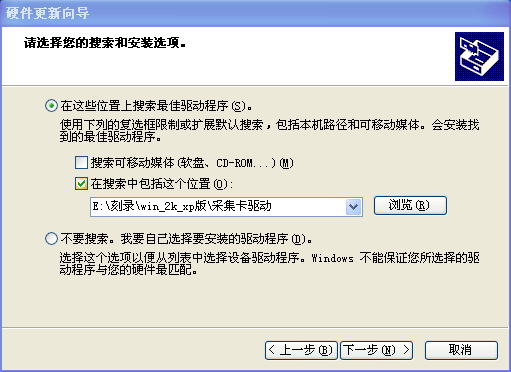 硬件更新向导
请选择您的搜索和安装选项。
在这些位置上搜索最佳驱动程序(S)。
使用下列的复选框限制或扩展默认搜索，包括本机路径和可移动媒体。会安装找
到的最佳驱动程序。
搜索可移动媒体(软盘、CD-ROM...)(M)
在搜索中包括这个位置(O):
E:\刻录\win_2k_xp版\采集卡驱动
浏览(R)
不要搜索。我要自己选择要安装的驱动程序(D)。
选择这个选项以便从列表中选择设备驱动程序。Windows 不能保证您所选择的驱
动程序与您的硬件最匹配。
< 上一步(B)
下一步(N) >
取消